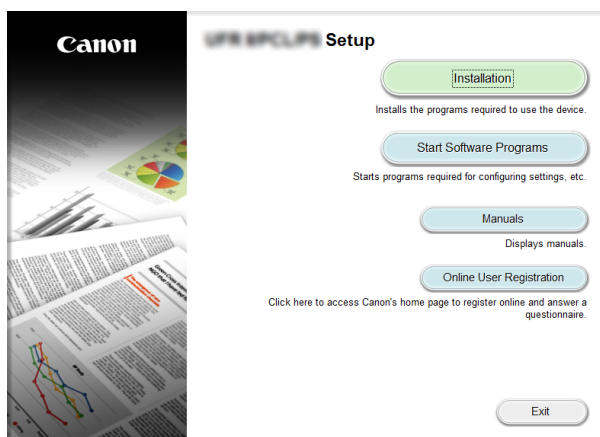 Canon
Setup
Installation
Installs the programs required to use the device.
Start Software Programs
Starts programs required for configuring settings, etc.
Manuals
Displays manuals.
Online User Registration
Click here to access Canon's home page to register online and answer a
questionnaire.
Exit